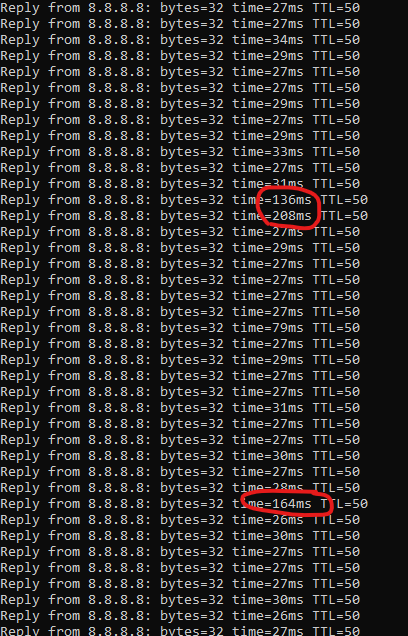 Reply from 8.8.8.8: bytes=32 time=27ms TTL=50
Reply from 8.8.8.8: bytes=32 time=27ms TTL=50
Reply from 8.8.8.8: bytes=32 time=34ms TTL=50
Reply from 8.8.8.8: bytes=32 time=29ms TTL=50
Reply from 8.8.8.8: bytes=32 time=27ms TTL=50
Reply from 8.8.8.8: bytes=32 time=27ms TTL=50
Reply from 8.8.8.8: bytes=32 time=29ms TTL=50
Reply from 8.8.8.8: bytes=32 time=27ms TTL=50
Reply from 8.8.8.8: bytes=32 time=29ms TTL=50
Reply from 8.8.8.8: bytes=32 time=33ms TTL=50
Reply from 8.8.8.8: bytes=32 time=27ms TTL=50
Reply from 8.8.8.8: bytes=32 time=31ms TTL=50
Reply from 8.8.8.8: bytes=32 time=136ms TTL=50
Reply from 8.8.8.8: bytes=32 time=208ms TTL=50
Reply from 8.8.8.8: bytes=32 time=27ms TTL=50
Reply from 8.8.8.8: bytes=32 time=29ms TTL=50
Reply from 8.8.8.8: bytes=32 time=27ms TTL=50
Reply from 8.8.8.8: bytes=32 time=27ms TTL=50
Reply from 8.8.8.8: bytes=32 time=27ms TTL=50
Reply from 8.8.8.8: bytes=32 time=27ms TTL=50
Reply from 8.8.8.8: bytes=32 time=79ms TTL=50
Reply from 8.8.8.8: bytes=32 time=27ms TTL=50
Reply from 8.8.8.8: bytes=32 time=29ms TTL=50
Reply from 8.8.8.8: bytes=32 time=27ms TTL=50
Reply from 8.8.8.8: bytes=32 time=27ms TTL=50
Reply from 8.8.8.8: bytes=32 time=31ms TTL=50
Reply from 8.8.8.8: bytes=32 time=27ms TTL=50
Reply from 8.8.8.8: bytes=32 time=27ms TTL=50
Reply from 8.8.8.8: bytes=32 time=30ms TTL=50
Reply from 8.8.8.8: bytes=32 time=27ms TTL=50
Reply from 8.8.8.8: bytes=32 time=28ms TTL=50
Reply from 8.8.8.8: bytes=32 time=164ms TTL=50
Reply from 8.8.8.8: bytes=32 time=26ms TTL=50
Reply from 8.8.8.8: bytes=32 time=30ms TTL=50
Reply from 8.8.8.8: bytes=32 time=27ms TTL=50
Reply from 8.8.8.8: bytes=32 time=27ms TTL=50
Reply from 8.8.8.8: bytes=32 time=27ms TTL=50
Reply from 8.8.8.8: bytes=32 time=30ms TTL=50
Reply from 8.8.8.8: bytes=32 time=26ms TTL=50
Reply from 8.8.8.8: bytes=32 time=27ms TTL=50